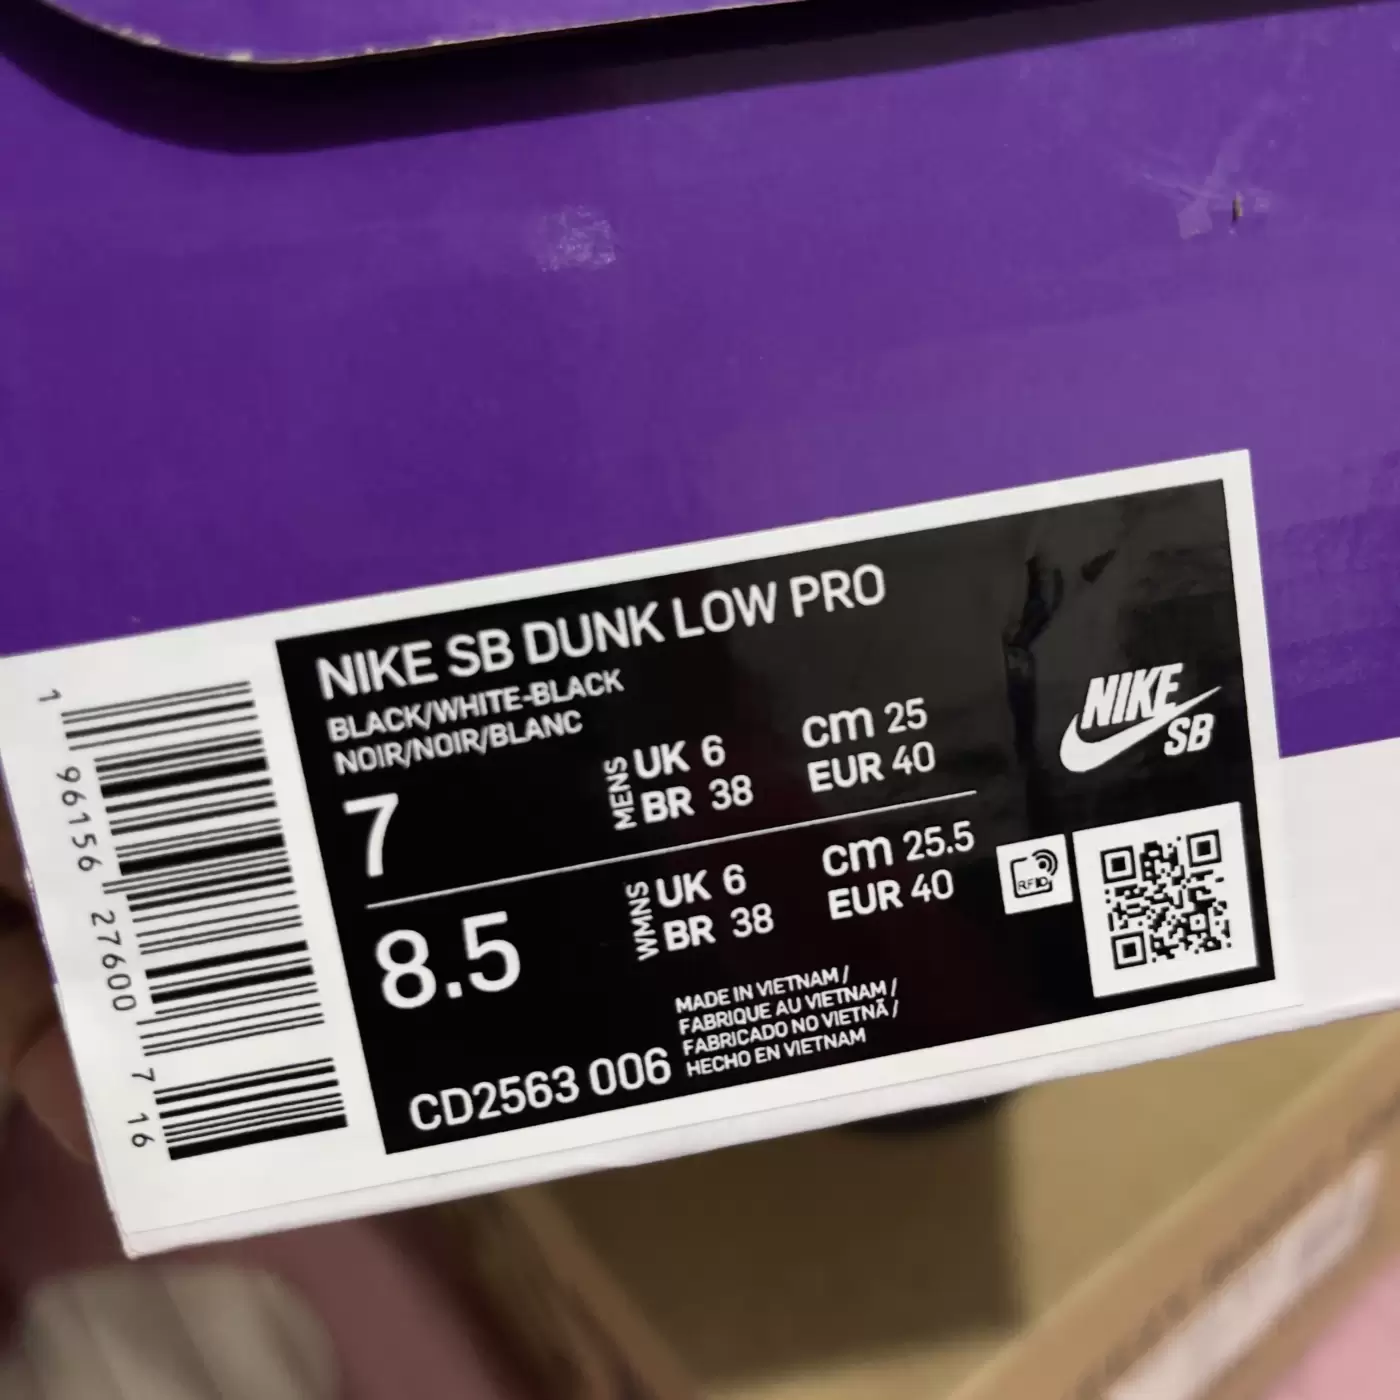 NIKE SB DUNK LOW PRO
BLACK/WHITE-BLACK
NOIR/NOIR/BLANC
7
MENS
UK 6
BR 38
cm 25
EUR 40
8.5
WMNS
UK 6
BR 38
cm 25.5
EUR 40
NIKE
SB
RFID
MADE IN VIETNAM /
FABRIQUE AU VIETNAM /
FABRICADO NO VIETNÃ /
HECHO EN VIETNAM
CD2563 006
1 96156 27600 7 16